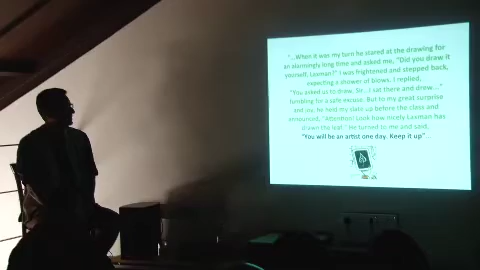 "...When it was my turn he stared at the drawing for
an alarmingly long time and asked me, "Did you draw it
yourself, Laxman?" I was frightened and stepped back,
expecting a shower of blows. I replied,
"You asked us to draw, Sir...I sat there and drew..."
fumbling for a safe excuse. But to my great surprise
and joy, he held my slate up before the class and
announced, "Attention! Look how nicely Laxman has
drawn the leaf." He turned to me and said,
"You will be an artist one day. Keep it up"